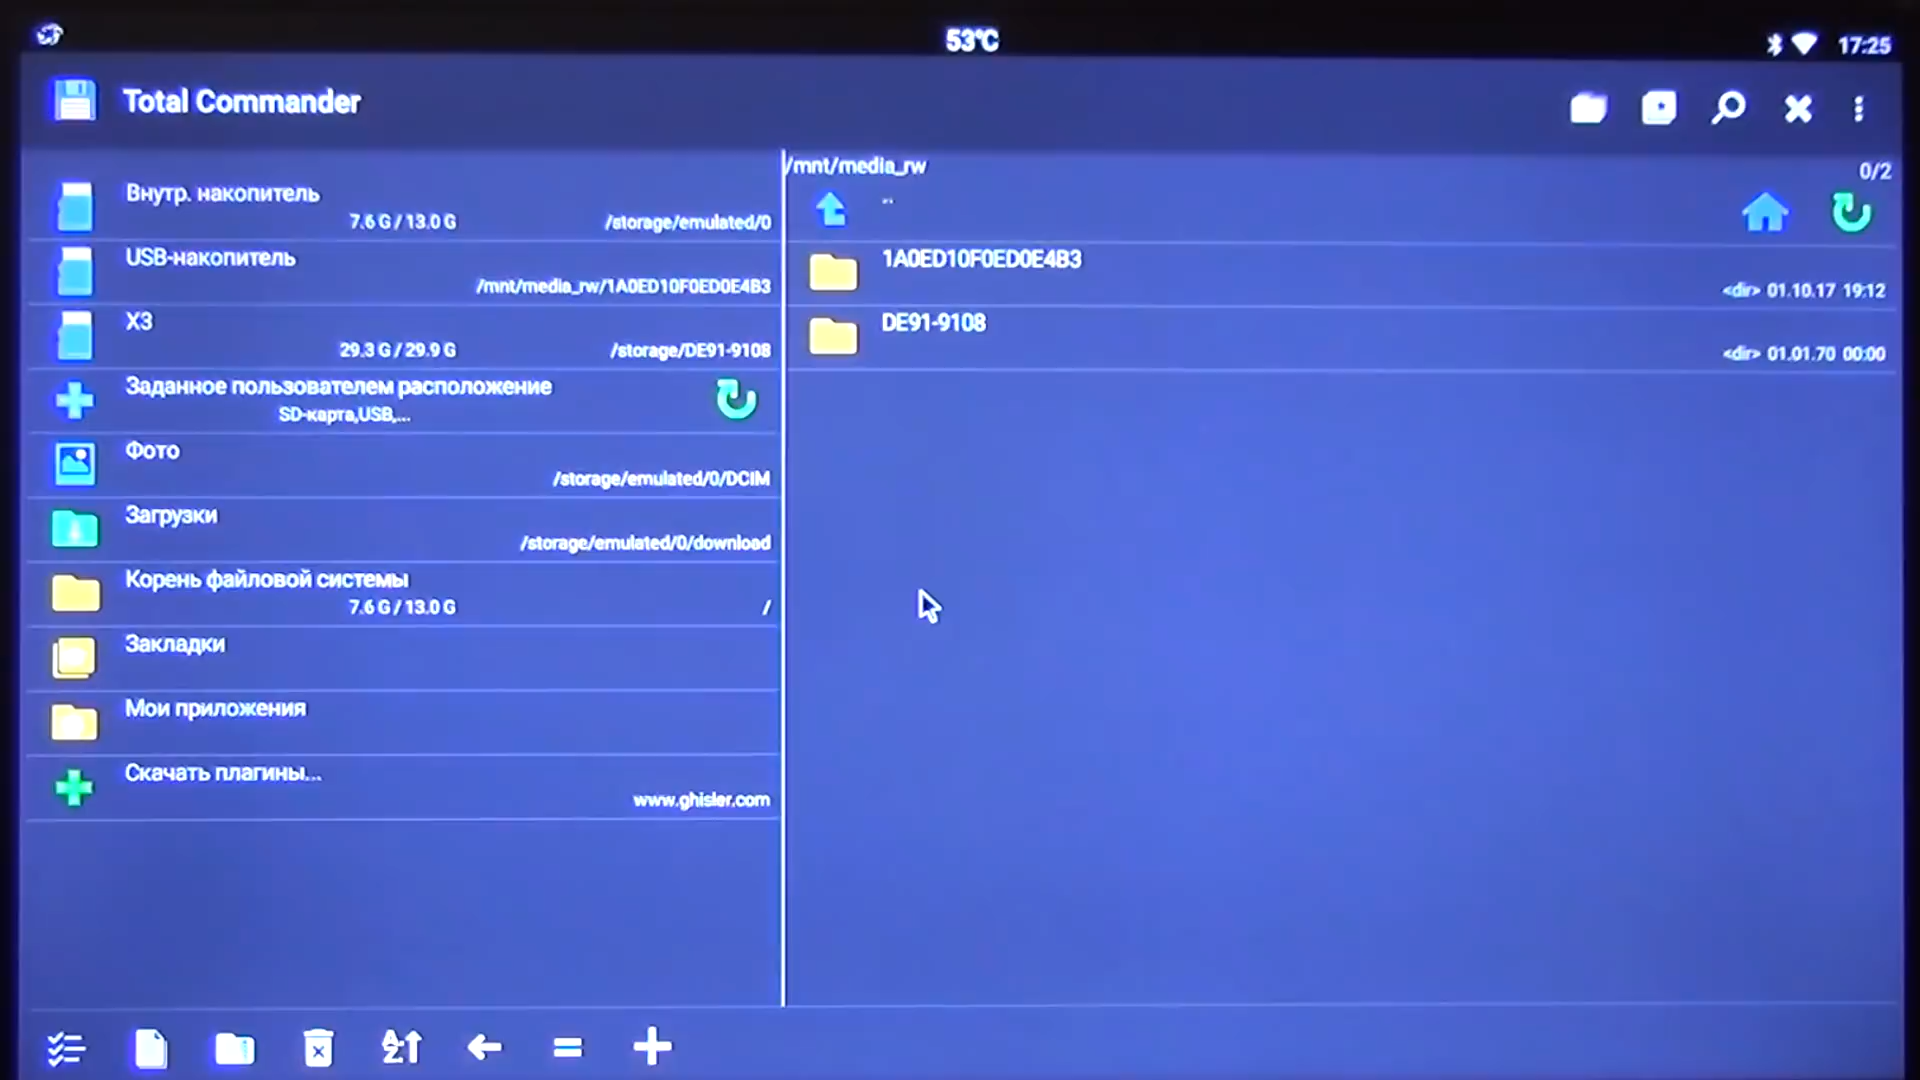 53°C
17:25
Total Commander
Внутр. накопитель
7.6 G / 13.0 G
/storage/emulated/0
USB-накопитель
/mnt/media_rw/1A0ED10F0ED0E4B3
X3
29.3 G / 29.9 G
/storage/DE91-9108
Заданное пользователем расположение
SD-карта,USB,...
Фото
/storage/emulated/0/DCIM
Загрузки
/storage/emulated/0/download
Корень файловой системы
7.6 G / 13.0 G
/
Закладки
Мои приложения
Скачать плагины...
www.ghisler.com
/mnt/media_rw
0/2
..
1A0ED10F0ED0E4B3
<dir> 01.10.17 19:12
DE91-9108
<dir> 01.01.70 00:00